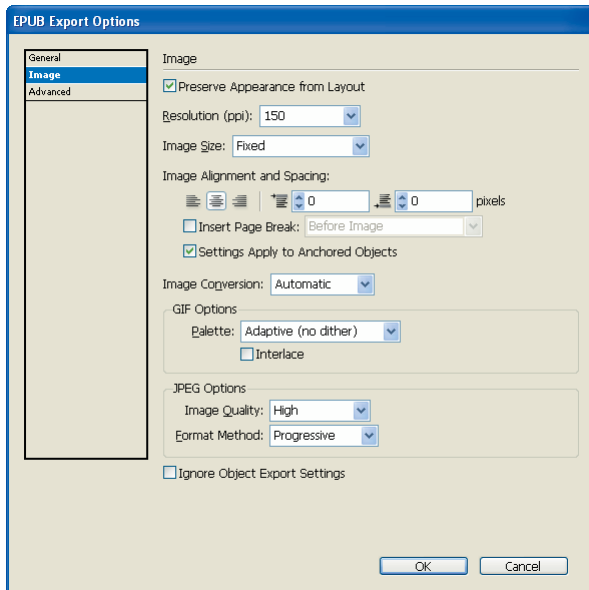 EPUB Export Options
General
Image
Advanced
Image
Preserve Appearance from Layout
Resolution (ppi): 150
Image Size: Fixed
Image Alignment and Spacing:
0 0 pixels
Insert Page Break: Before Image
Settings Apply to Anchored Objects
Image Conversion: Automatic
GIF Options
Palette: Adaptive (no dither)
Interlace
JPEG Options
Image Quality: High
Format Method: Progressive
Ignore Object Export Settings
OK Cancel